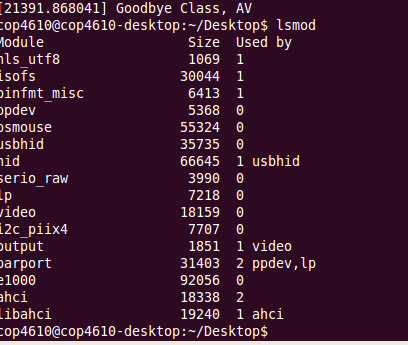 [21391.868041] Goodbye Class, AV
cop4610@cop4610-desktop:~/Desktop$ lsmod
Module Size Used by
nls_utf8 1069 1
isofs 30044 1
binfmt_misc 6413 1
ppdev 5368 0
psmouse 55324 0
usbhid 35735 0
hid 66645 1 usbhid
serio_raw 3990 0
lp 7218 0
video 18159 0
i2c_piix4 7707 0
output 1851 1 video
parport 31403 2 ppdev,lp
e1000 92056 0
ahci 18338 2
libahci 19240 1 ahci
cop4610@cop4610-desktop:~/Desktop$